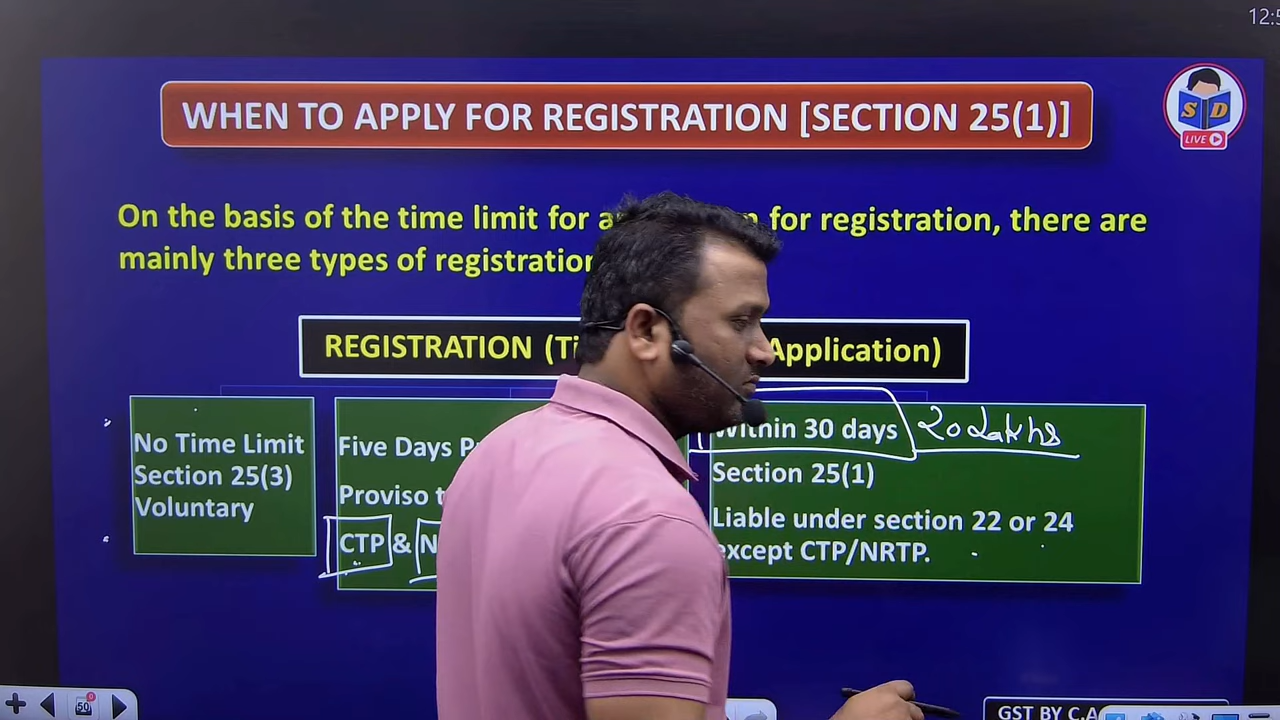 12:5
WHEN TO APPLY FOR REGISTRATION [SECTION 25(1)]
S D
LIVE
On the basis of the time limit for for registration, there are
mainly three types of
REGISTRATION Application)
No Time Limit
Section 25(3)
Voluntary
Five Days
Proviso
CTP &
Within 30 days 20 Lakhs
Section 25(1)
Liable under section 22 or 24
except CTP/NRTP.
50
GST BY C.A